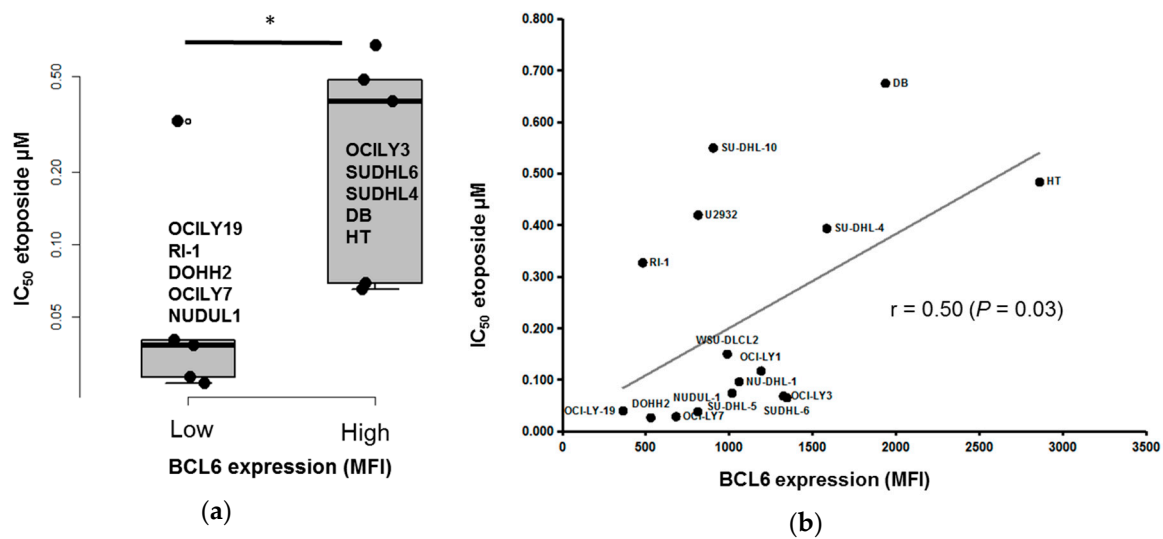 *
IC50 etoposide µM
0.50
0.20
0.10
0.05
OCILY19
RI-1
DOHH2
OCILY7
NUDUL1
OCILY3
SUDHL6
SUDHL4
DB
HT
Low
High
BCL6 expression (MFI)
(a)
IC50 etoposide µM
0.800
0.700
0.600
0.500
0.400
0.300
0.200
0.100
0.000
DB
SU-DHL-10
HT
U2932
SU-DHL-4
RI-1
r = 0.50 (P = 0.03)
WSU-DLCL2
OCI-LY1
NU-DHL-1
NUDUL-1
OCI-LY3
DOHH2
SU-DHL-5
SUDHL-6
OCI-LY-19
OCI-LY7
0
500
1000
1500
2000
2500
3000
3500
BCL6 expression (MFI)
(b)